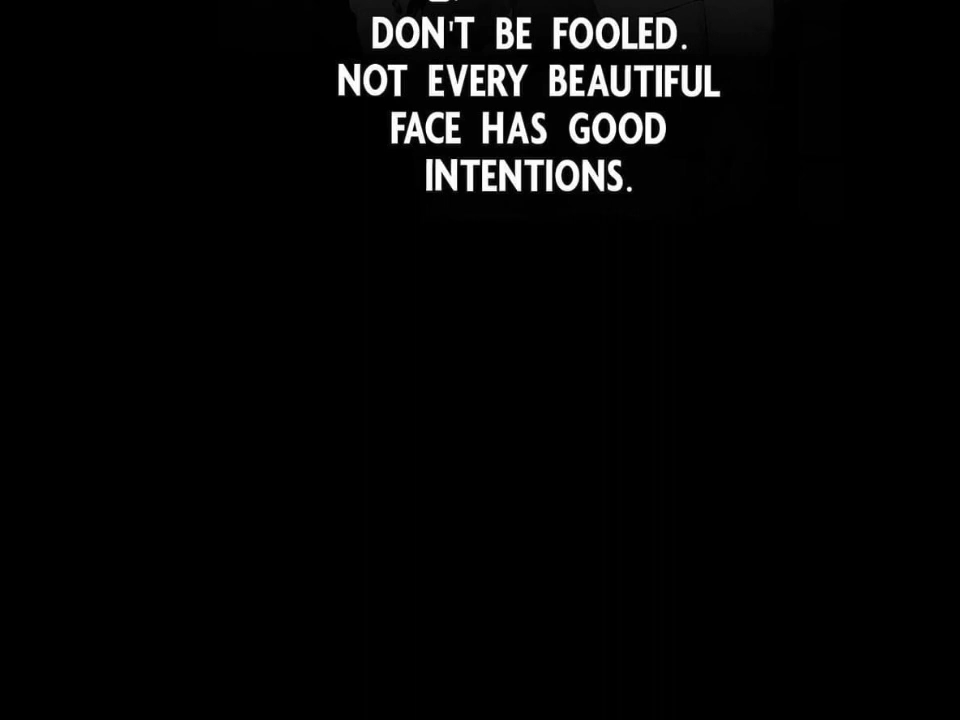 DON'T BE FOOLED.
NOT EVERY BEAUTIFUL
FACE HAS GOOD
INTENTIONS.